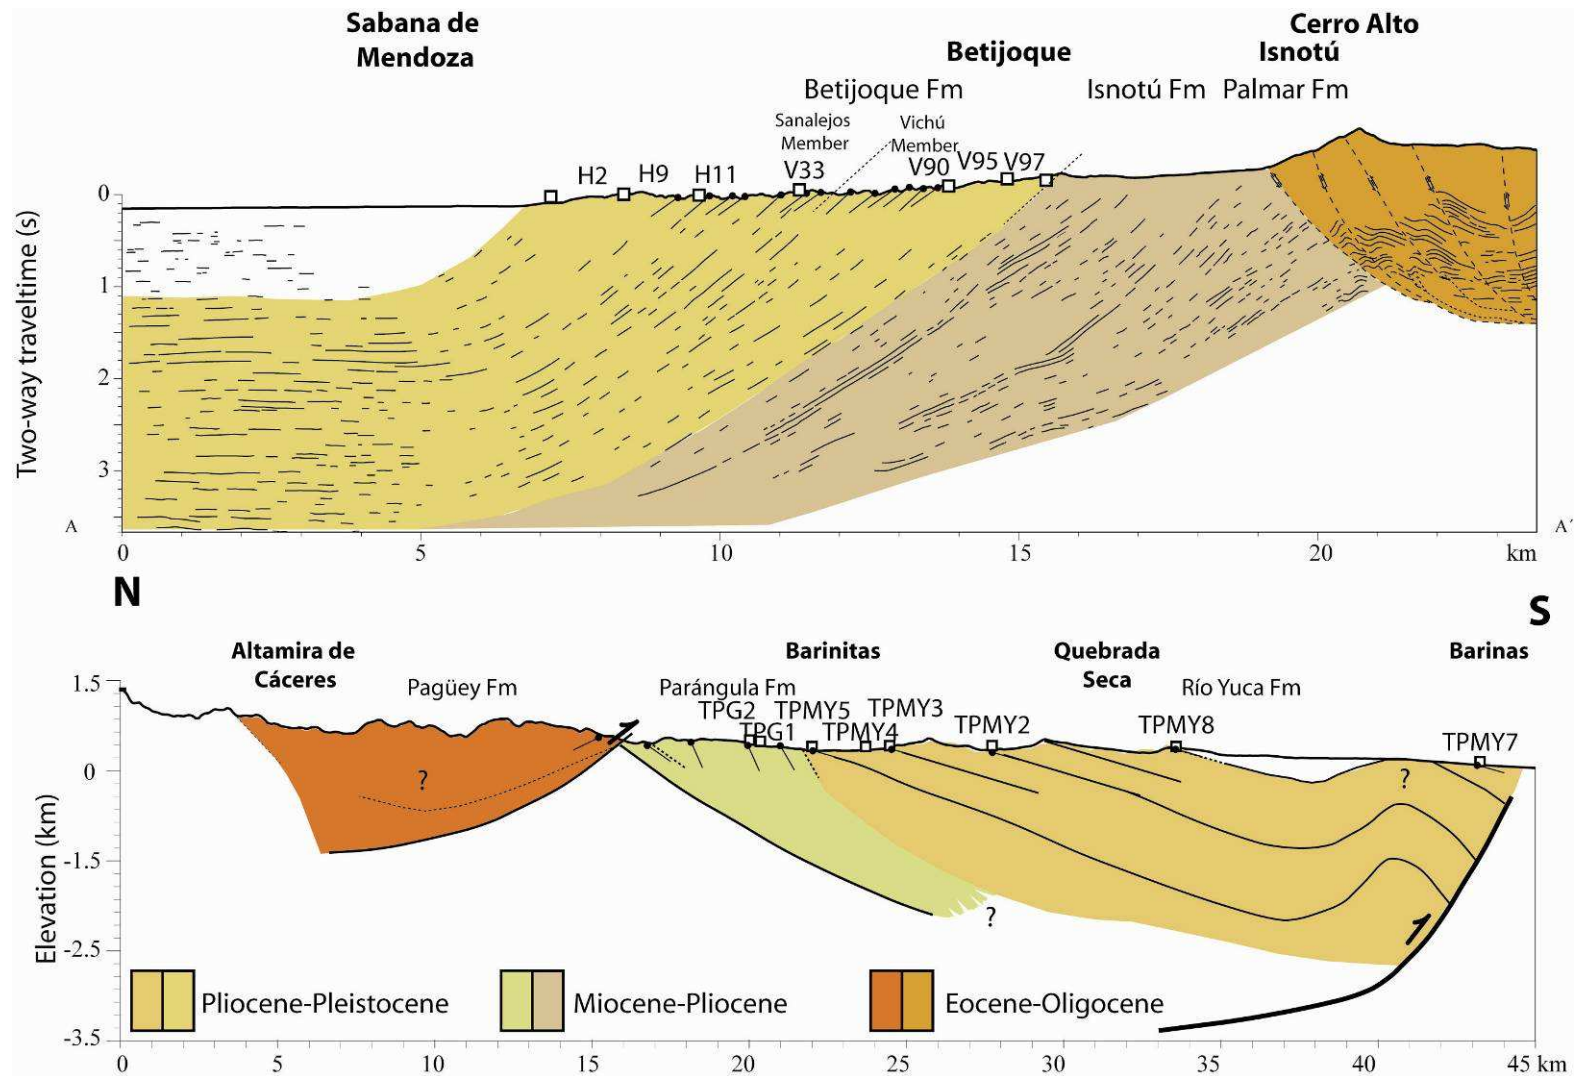 Sabana de
Mendoza
Cerro Alto
Betijoque
Isnotú
Betijoque Fm
Isnotú Fm
Palmar Fm
Sanalejos
Member
Vichú
Member
H2
H9
H11
V33
V90
V95
V97
Two-way traveltime (s)
0
1
2
3
A
A´
0
5
10
15
20
km
N
S
Altamira de
Cáceres
Barinitas
Quebrada
Seca
Barinas
Pagüey Fm
Parángula Fm
Río Yuca Fm
TPG2
TPMY5
TPMY3
TPG1
TPMY4
TPMY2
TPMY8
TPMY7
Elevation (km)
1.5
0
-1.5
-2.5
-3.5
?
?
?
Pliocene-Pleistocene
Miocene-Pliocene
Eocene-Oligocene
0
5
10
15
20
25
30
35
40
45 km